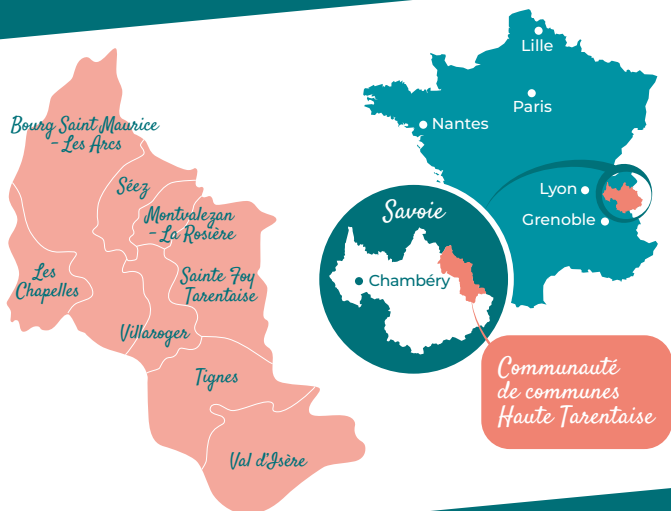 Bourg Saint Maurice
- Les Arcs
Séez
Montvalezan
- La Rosière
Les
Chapelles
Sainte Foy
Tarentaise
Villaroger
Tignes
Val d'Isère
Lille
Paris
Nantes
Lyon
Grenoble
Savoie
Chambéry
Communauté
de communes
Haute Tarentaise